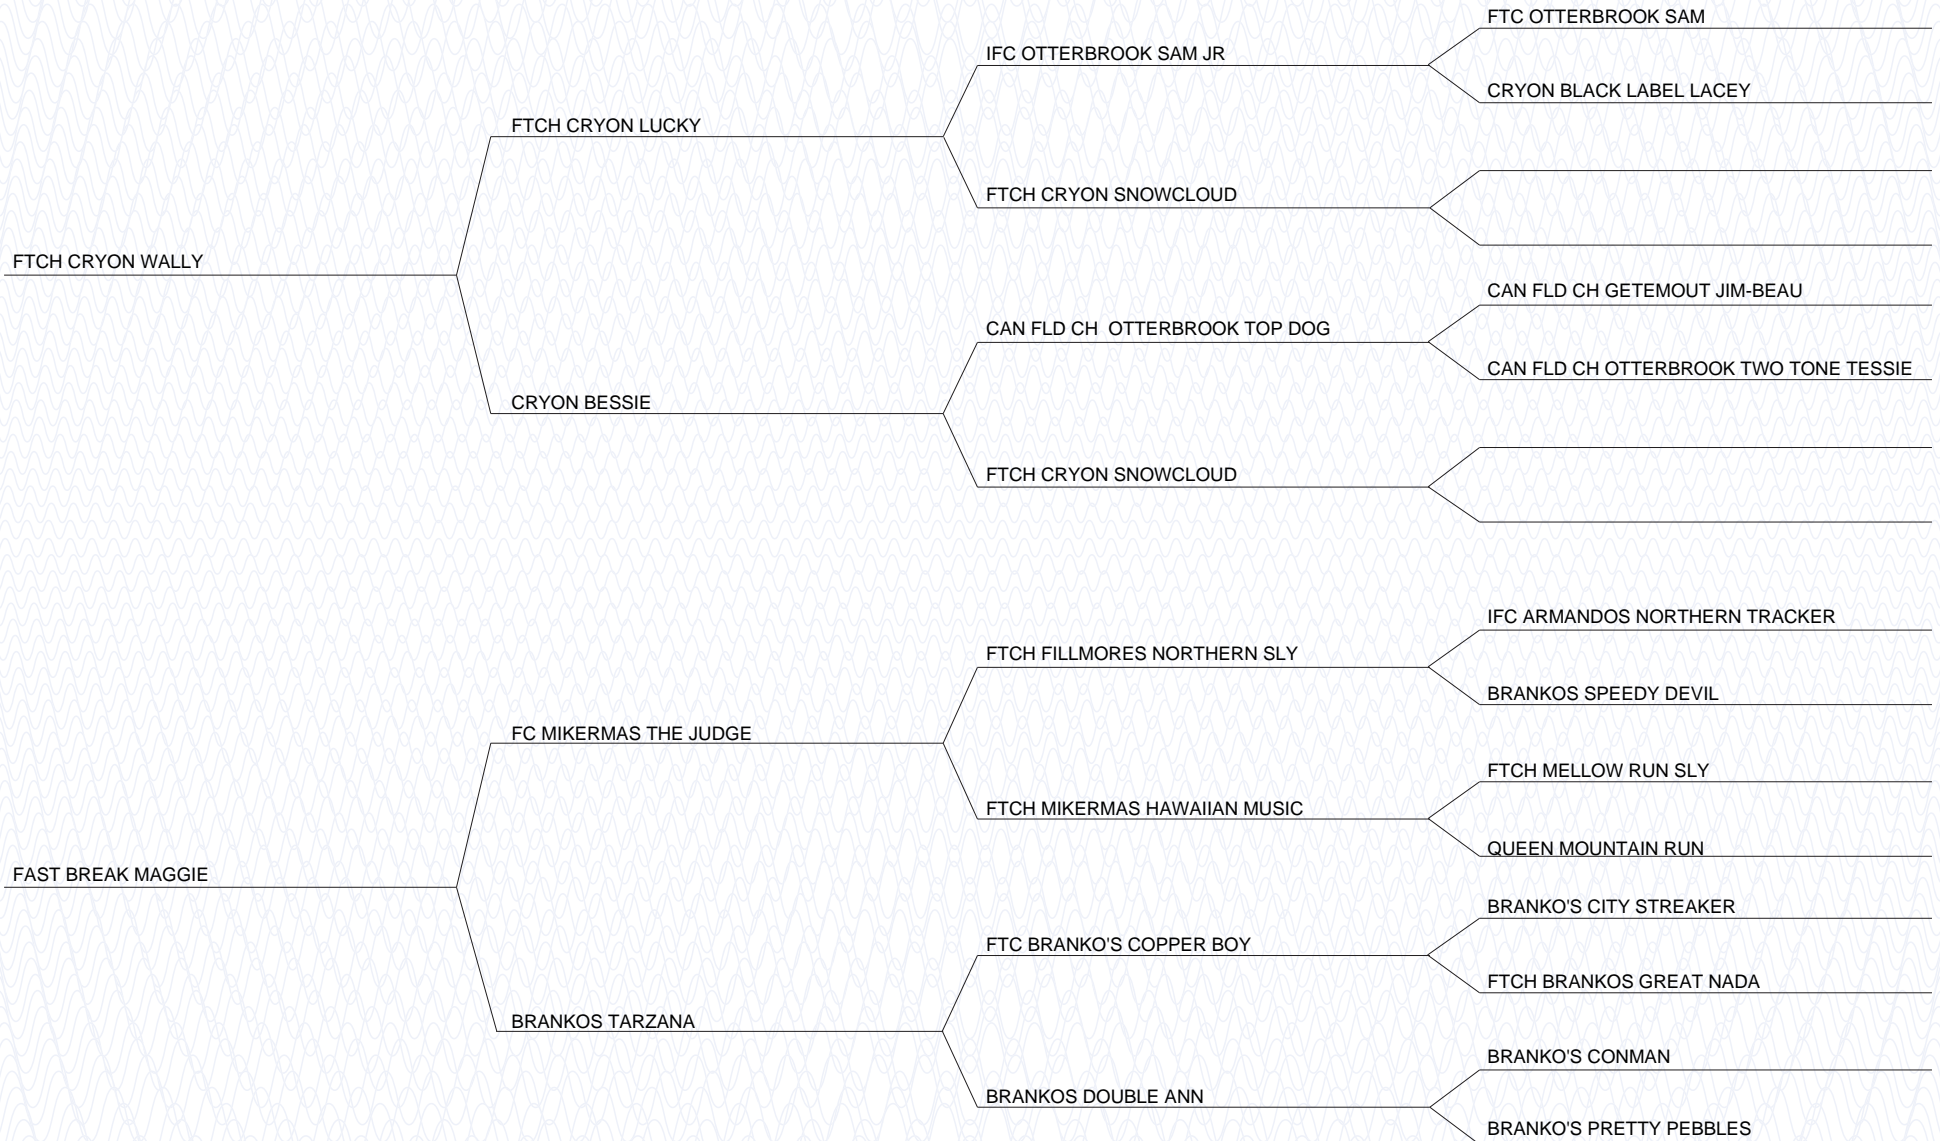 FTC OTTERBROOK SAM
IFC OTTERBROOK SAM JR
CRYON BLACK LABEL LACEY
FTCH CRYON LUCKY
FTCH CRYON SNOWCLOUD
FTCH CRYON WALLY
CAN FLD CH GETEMOUT JIM-BEAU
CAN FLD CH  OTTERBROOK TOP DOG
CAN FLD CH OTTERBROOK TWO TONE TESSIE
CRYON BESSIE
FTCH CRYON SNOWCLOUD
IFC ARMANDOS NORTHERN TRACKER
FTCH FILLMORES NORTHERN SLY
BRANKOS SPEEDY DEVIL
FC MIKERMAS THE JUDGE
FTCH MELLOW RUN SLY
FTCH MIKERMAS HAWAIIAN MUSIC
QUEEN MOUNTAIN RUN
FAST BREAK MAGGIE
BRANKO'S CITY STREAKER
FTC BRANKO'S COPPER BOY
FTCH BRANKOS GREAT NADA
BRANKOS TARZANA
BRANKO'S CONMAN
BRANKOS DOUBLE ANN
BRANKO'S PRETTY PEBBLES